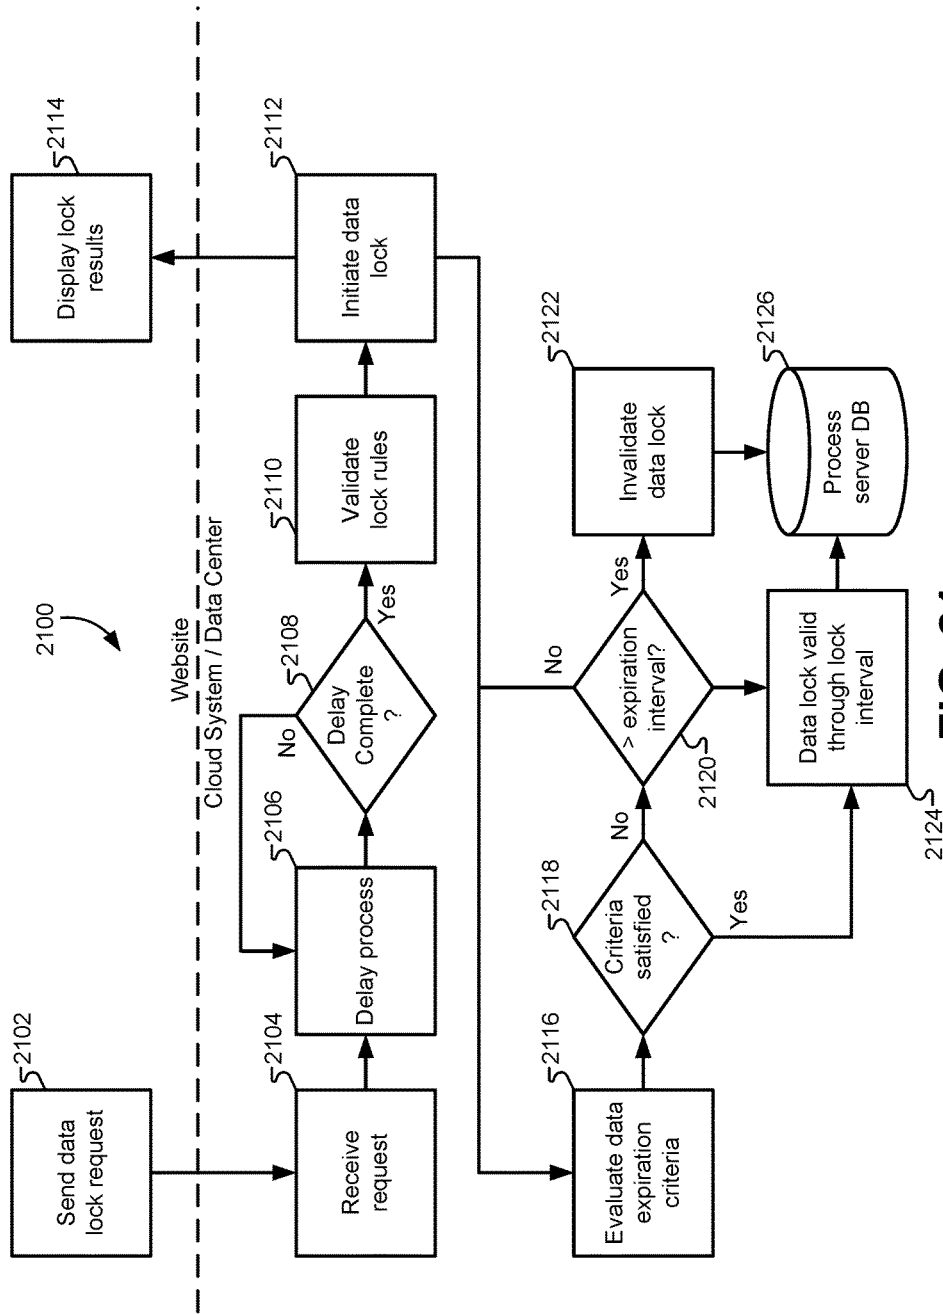 2100
Send data
lock request
2102
Display lock
results
2114
Website
Cloud System / Data Center
Receive
request
2104
Delay process
2106
Delay
Complete
?
2108
No
Yes
Validate
lock rules
2110
Initiate data
lock
2112
Evaluate data
expiration
criteria
2116
Criteria
satisfied
?
2118
No
Yes
> expiration
interval?
2120
No
Yes
Invalidate
data lock
2122
Data lock valid
through lock
interval
2124
Process
server DB
2126